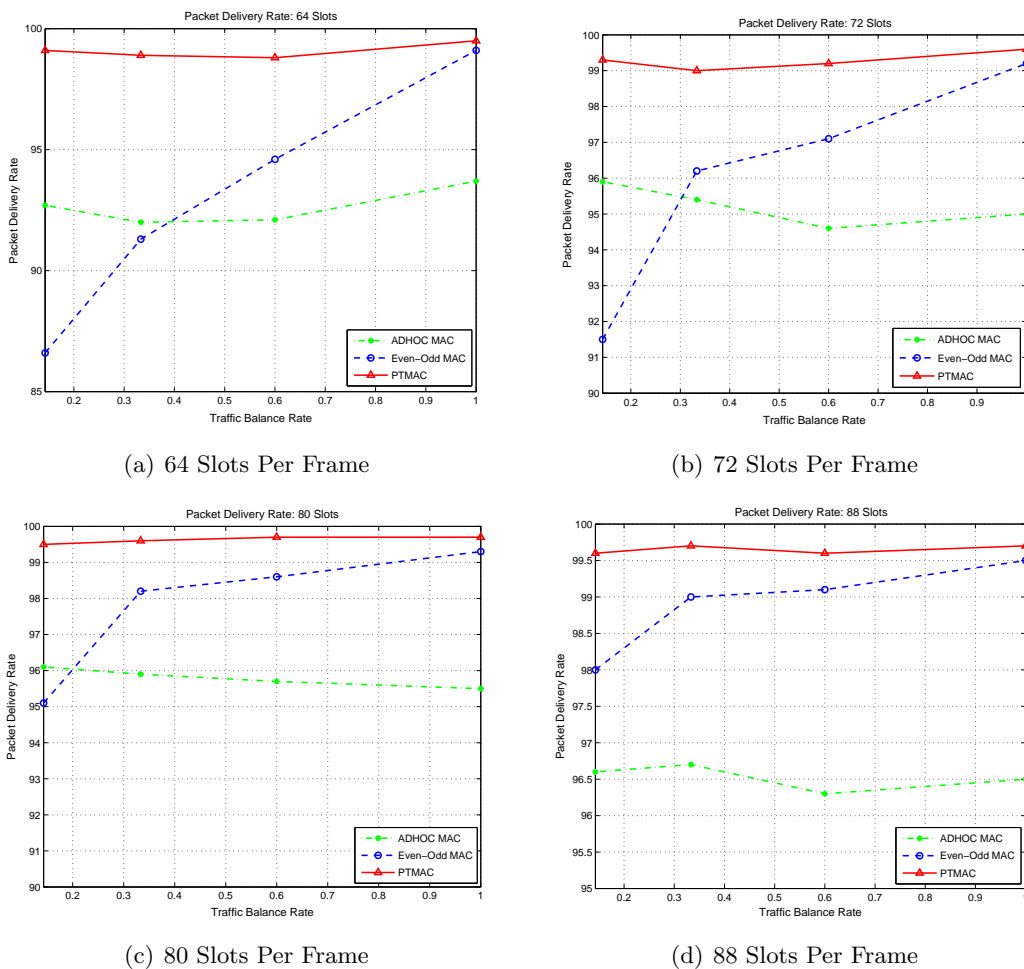 Packet Delivery Rate: 64 Slots
100
95
90
85
Packet Delivery Rate
0.2 0.3 0.4 0.5 0.6 0.7 0.8 0.9 1
Traffic Balance Rate
ADHOC MAC
Even−Odd MAC
PTMAC
(a) 64 Slots Per Frame
Packet Delivery Rate: 72 Slots
100
99
98
97
96
95
94
93
92
91
90
Packet Delivery Rate
0.2 0.3 0.4 0.5 0.6 0.7 0.8 0.9 1
Traffic Balance Rate
ADHOC MAC
Even−Odd MAC
PTMAC
(b) 72 Slots Per Frame
Packet Delivery Rate: 80 Slots
100
99
98
97
96
95
94
93
92
91
90
Packet Delivery Rate
0.2 0.3 0.4 0.5 0.6 0.7 0.8 0.9 1
Traffic Balance Rate
ADHOC MAC
Even−Odd MAC
PTMAC
(c) 80 Slots Per Frame
Packet Delivery Rate: 88 Slots
100
99.5
99
98.5
98
97.5
97
96.5
96
95.5
95
Packet Delivery Rate
0.2 0.3 0.4 0.5 0.6 0.7 0.8 0.9 1
Traffic Balance Rate
ADHOC MAC
Even−Odd MAC
PTMAC
(d) 88 Slots Per Frame